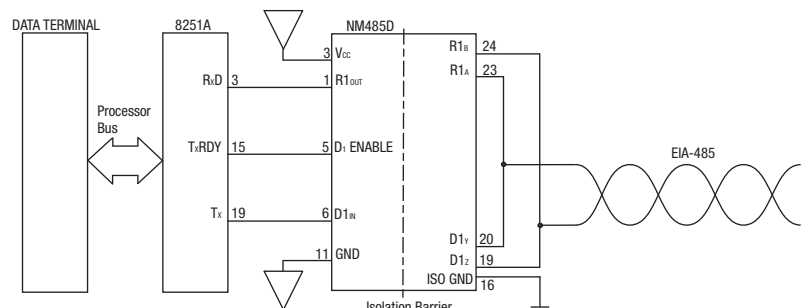 DATA TERMINAL
8251A
NM485D
Processor
Bus
RxD 3
TxRDY 15
Tx 19
3 Vcc
1 R1OUT
5 D1 ENABLE
6 D1IN
11 GND
R1B 24
R1A 23
D1Y 20
D1Z 19
ISO GND 16
EIA-485
Isolation Barrier